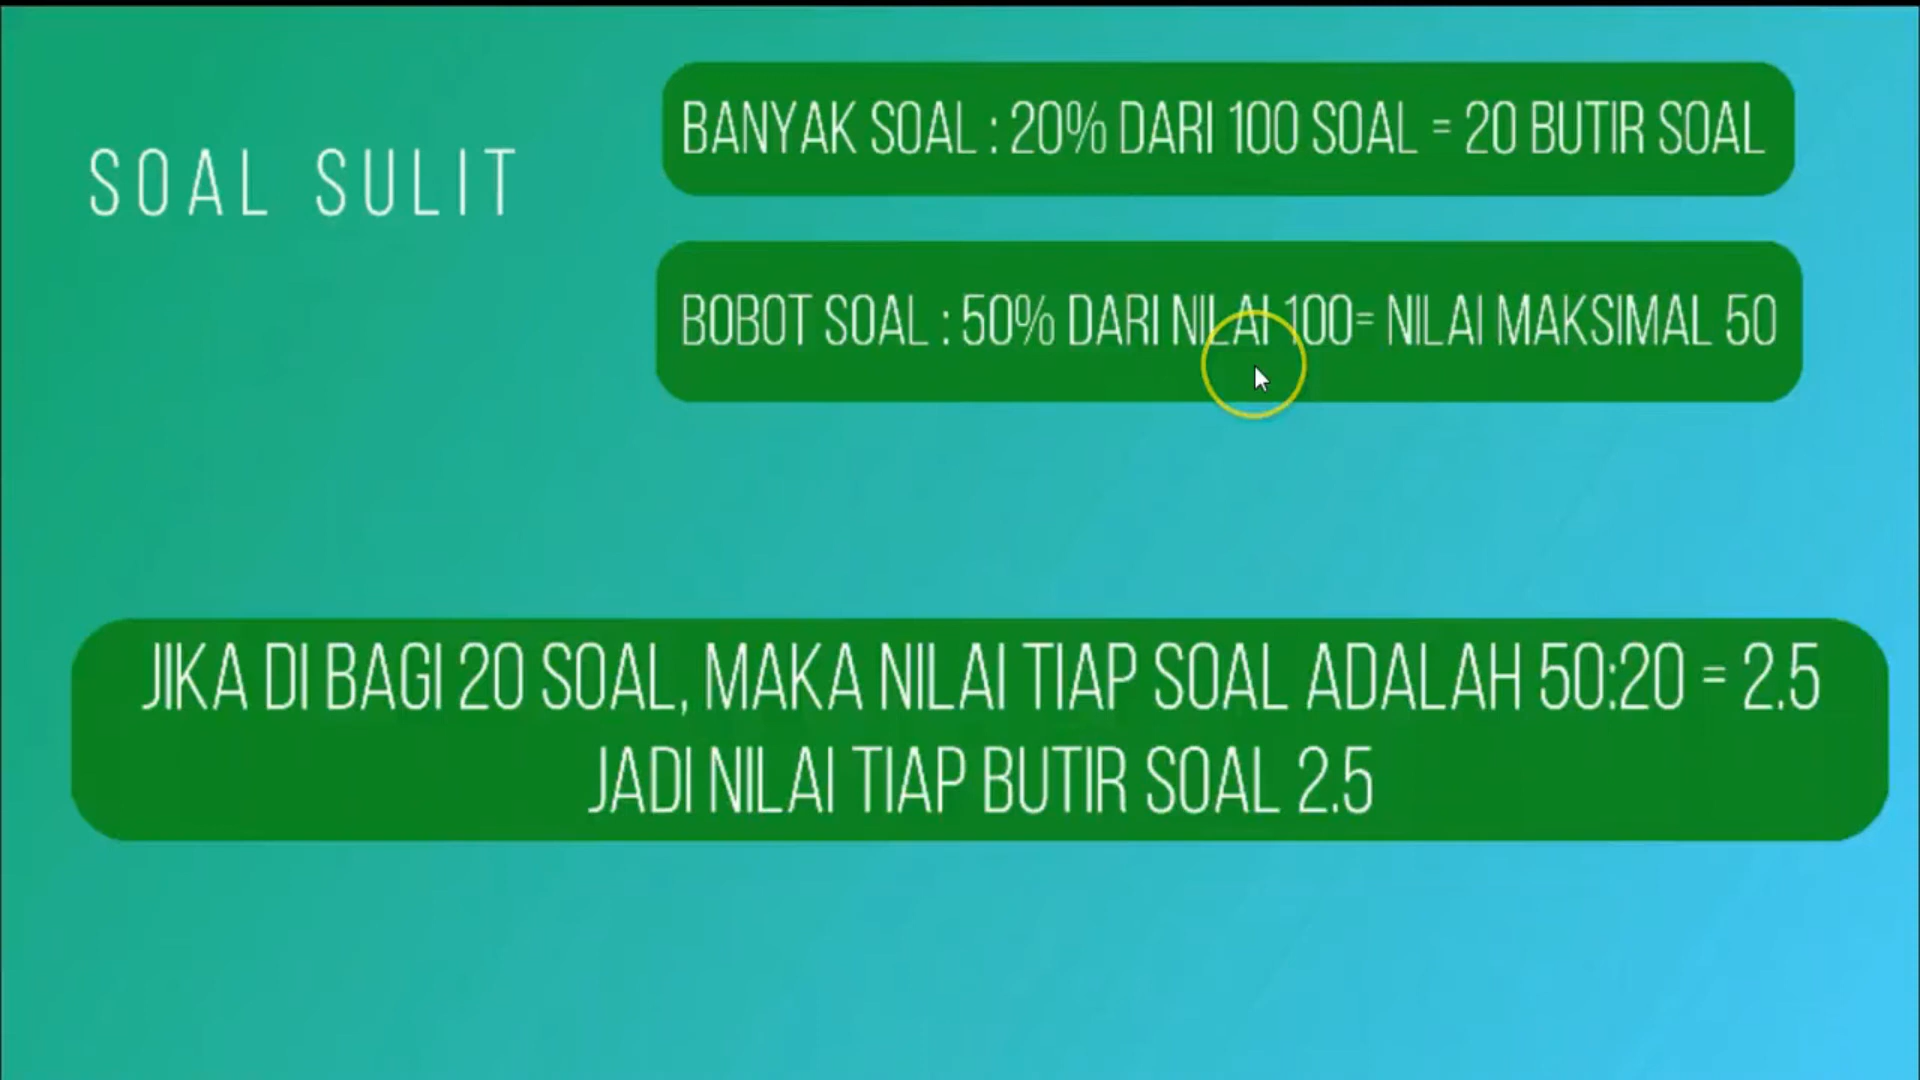 SOAL SULIT
BANYAK SOAL : 20% DARI 100 SOAL = 20 BUTIR SOAL
BOBOT SOAL : 50% DARI NILAI 100= NILAI MAKSIMAL 50
JIKA DI BAGI 20 SOAL, MAKA NILAI TIAP SOAL ADALAH 50:20 = 2.5
JADI NILAI TIAP BUTIR SOAL 2.5